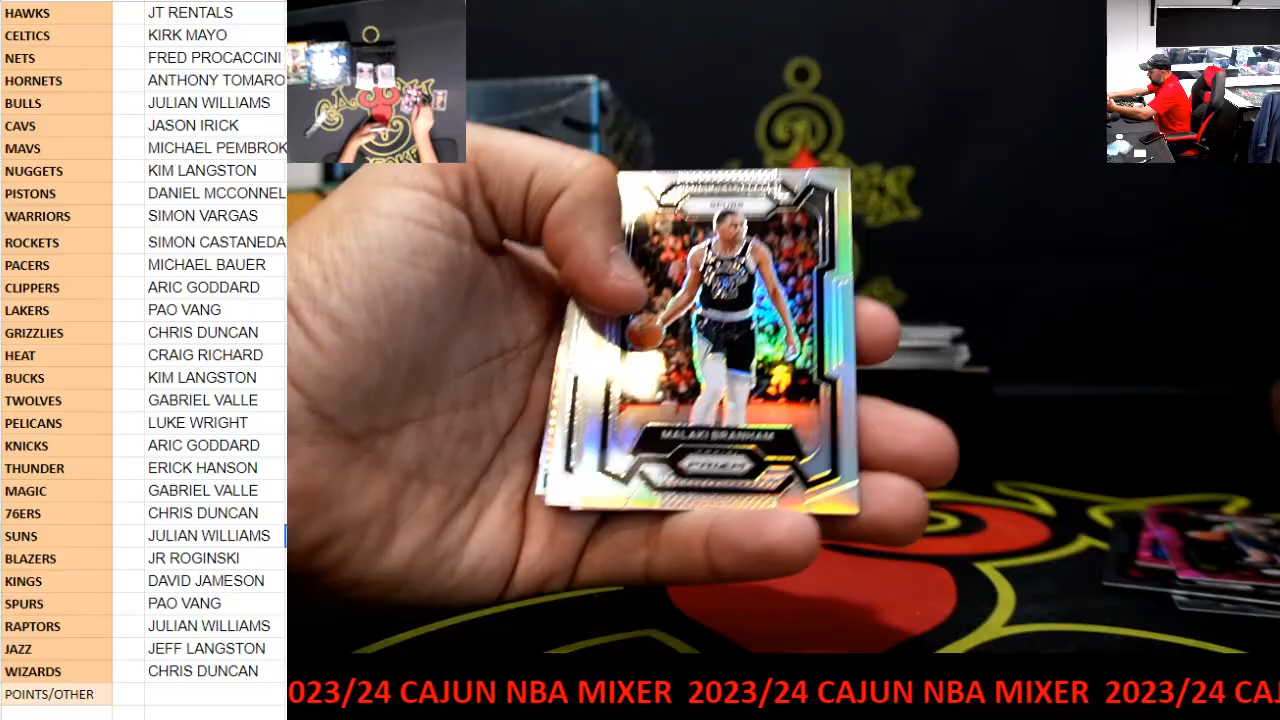 HAWKS JT RENTALS
CELTICS KIRK MAYO
NETS FRED PROCACCINI
HORNETS ANTHONY TOMARO
BULLS JULIAN WILLIAMS
CAVS JASON IRICK
MAVS MICHAEL PEMBROK
NUGGETS KIM LANGSTON
PISTONS DANIEL MCCONNEL
WARRIORS SIMON VARGAS
ROCKETS SIMON CASTANEDA
PACERS MICHAEL BAUER
CLIPPERS ARIC GODDARD
LAKERS PAO VANG
GRIZZLIES CHRIS DUNCAN
HEAT CRAIG RICHARD
BUCKS KIM LANGSTON
TWOLVES GABRIEL VALLE
PELICANS LUKE WRIGHT
KNICKS ARIC GODDARD
THUNDER ERICK HANSON
MAGIC GABRIEL VALLE
76ERS CHRIS DUNCAN
SUNS JULIAN WILLIAMS
BLAZERS JR ROGINSKI
KINGS DAVID JAMESON
SPURS PAO VANG
RAPTORS JULIAN WILLIAMS
JAZZ JEFF LANGSTON
WIZARDS CHRIS DUNCAN
POINTS/OTHER
SPURS
MALAKI BRANHAM
PRIZM
023/24 CAJUN NBA MIXER 2023/24 CAJUN NBA MIXER 2023/24 CA